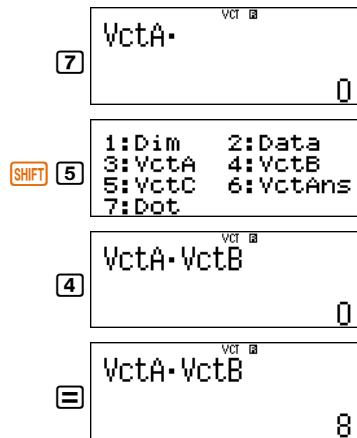 VCT R
VctA•
7
0
1:Dim 2:Data
SHIFT 5 3:VctA 4:VctB
5:VctC 6:VctAns
7:Dot
VCT R
VctA•VctB
4
0
VCT R
VctA•VctB
=
8